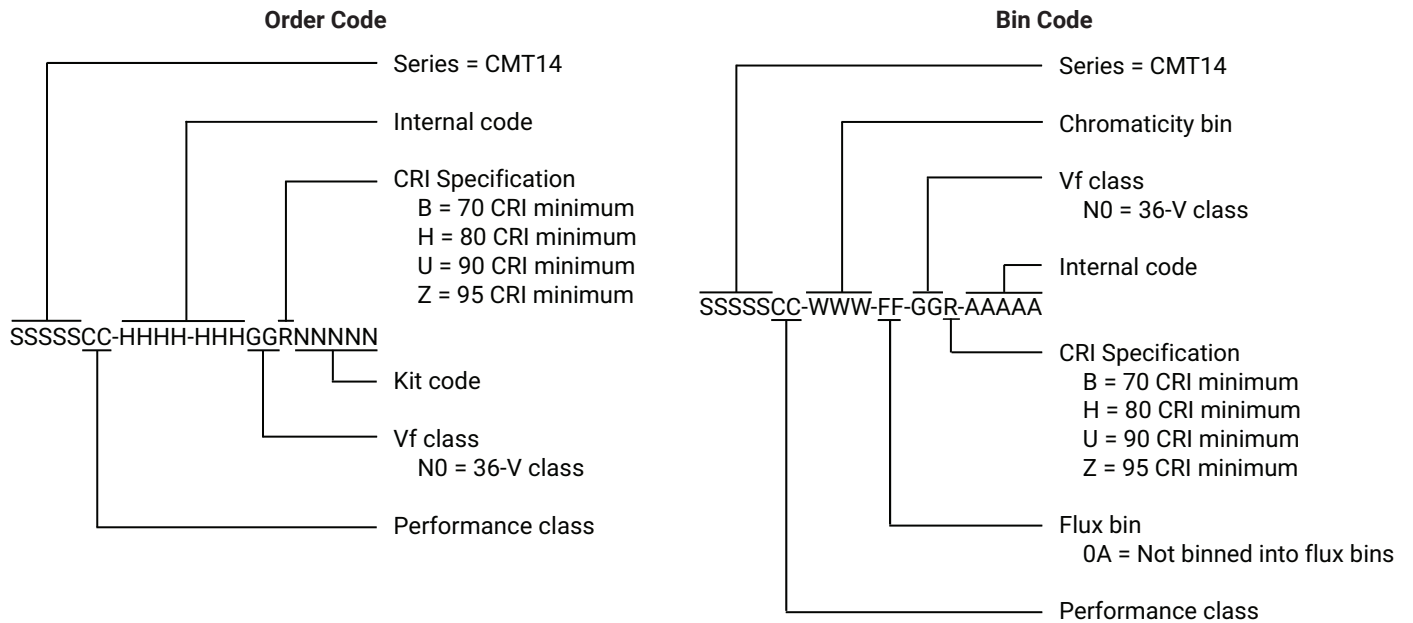 Order Code
Series = CMT14
Internal code
CRI Specification
B = 70 CRI minimum
H = 80 CRI minimum
U = 90 CRI minimum
Z = 95 CRI minimum
SSSSSCC-HHHH-HHHGGRNNNNN
Kit code
Vf class
N0 = 36-V class
Performance class
Bin Code
Series = CMT14
Chromaticity bin
Vf class
N0 = 36-V class
Internal code
SSSSSCC-WWW-FF-GGR-AAAAA
CRI Specification
B = 70 CRI minimum
H = 80 CRI minimum
U = 90 CRI minimum
Z = 95 CRI minimum
Flux bin
0A = Not binned into flux bins
Performance class